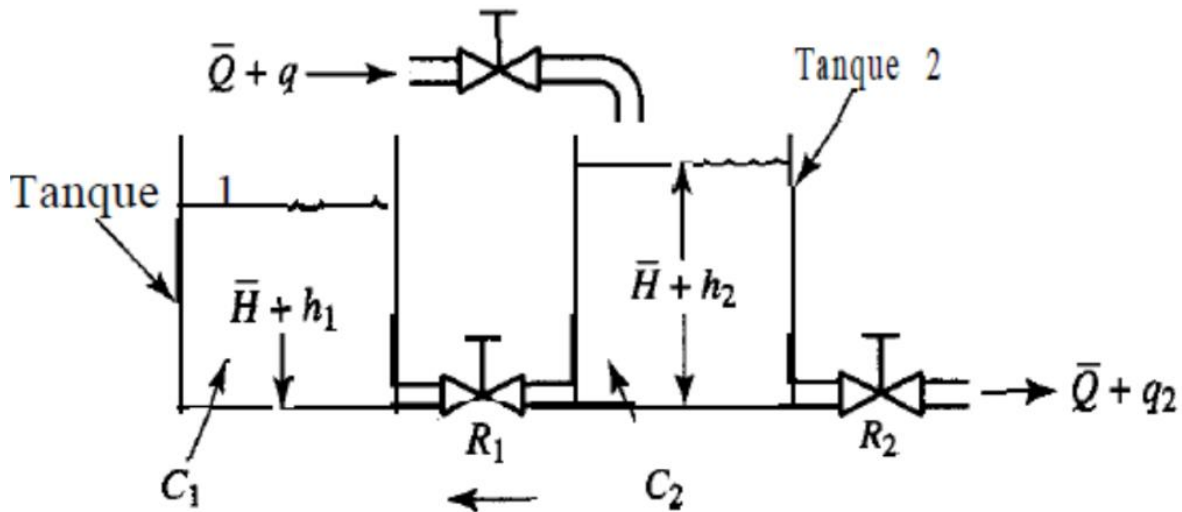 Q̄ + q
Tanque 2
Tanque 1
H̄ + h₁
H̄ + h₂
Q̄ + q₂
R₁
R₂
C₁
C₂